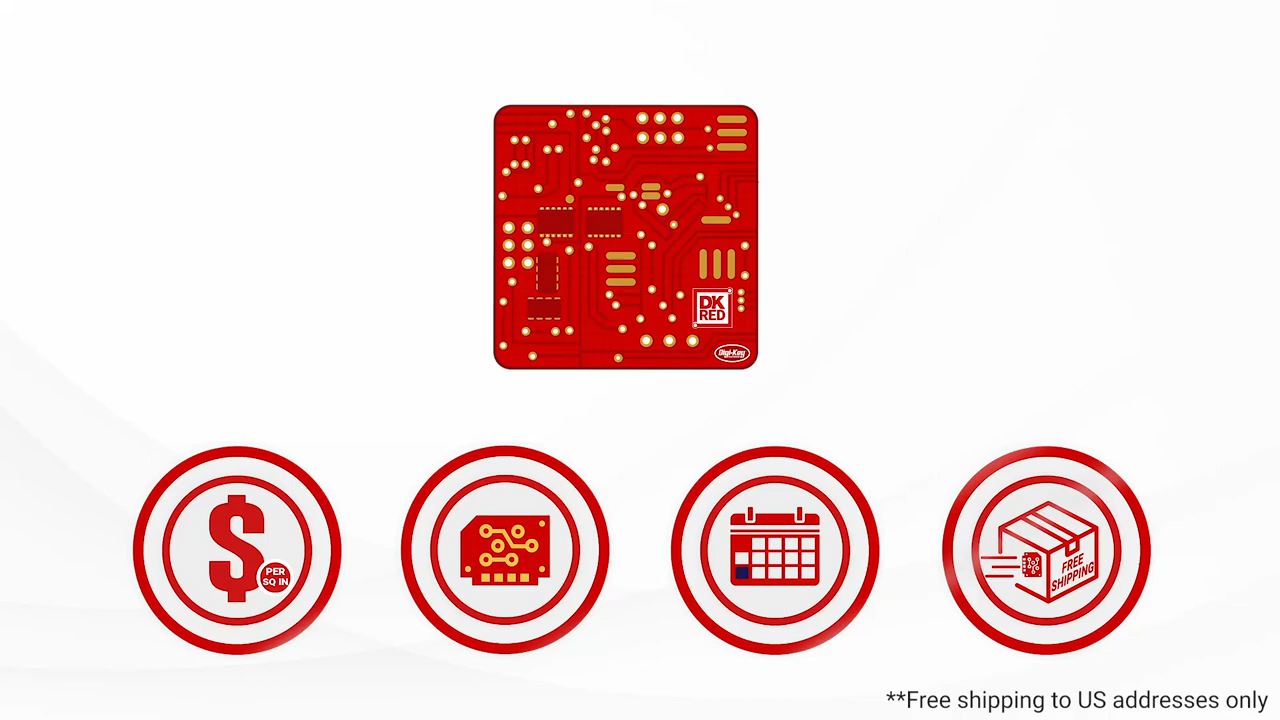 DK
RED
Digi-Key
$
PER
SQ IN
FREE
SHIPPING
**Free shipping to US addresses only